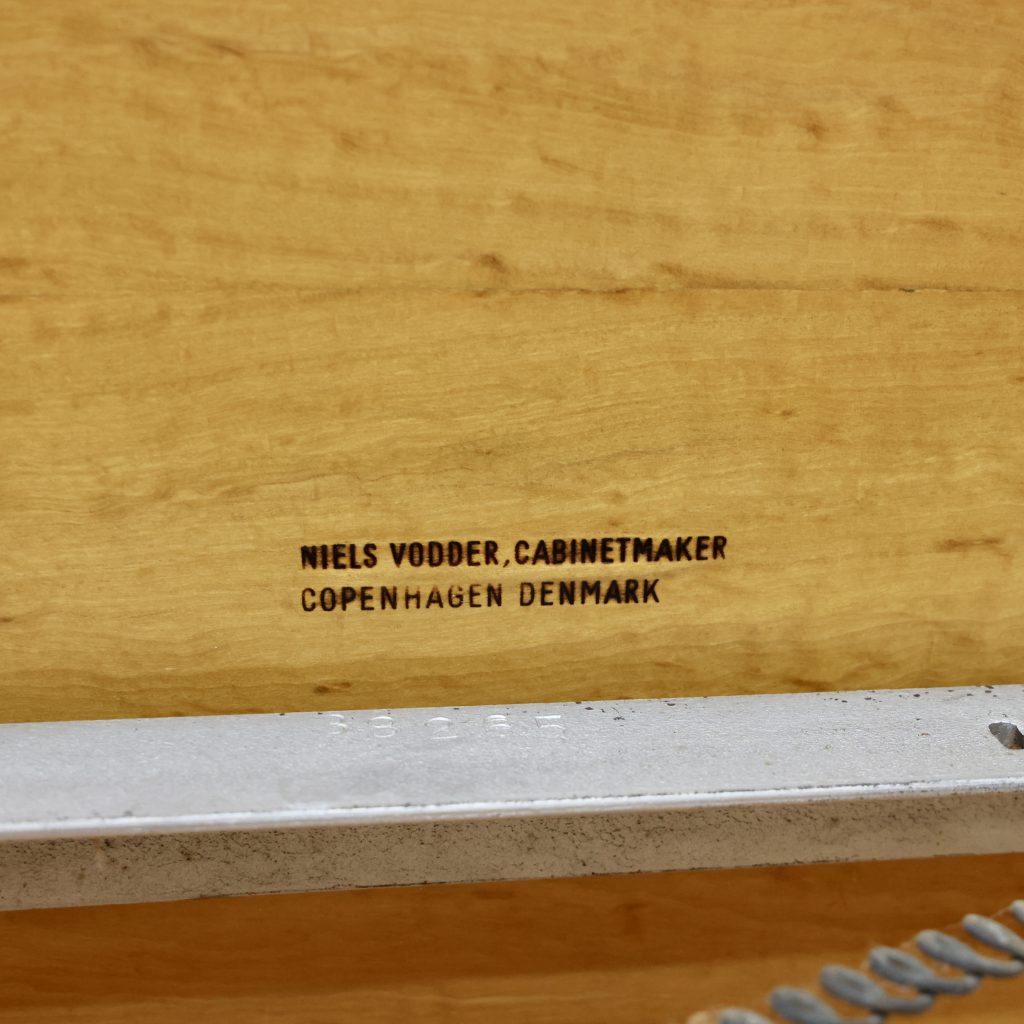 NIELS VODDER, CABINETMAKER
COPENHAGEN DENMARK